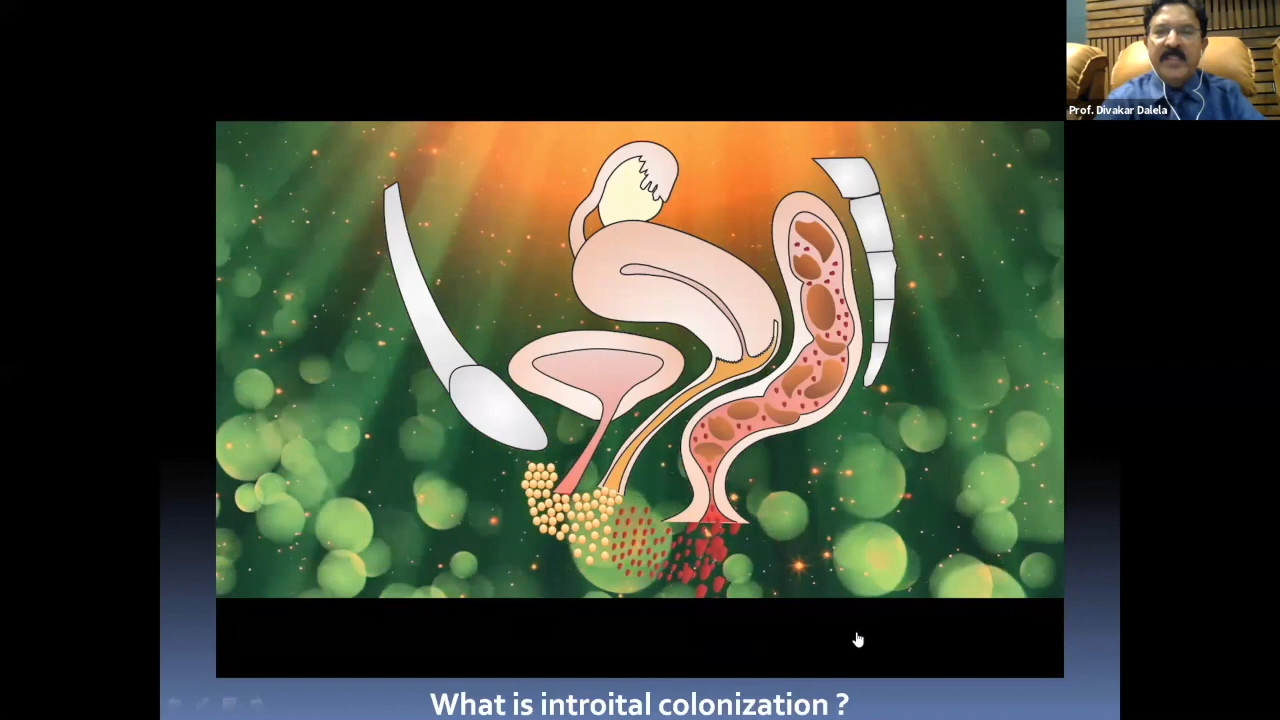 Prof. Divakar Dalela
What is introital colonization ?